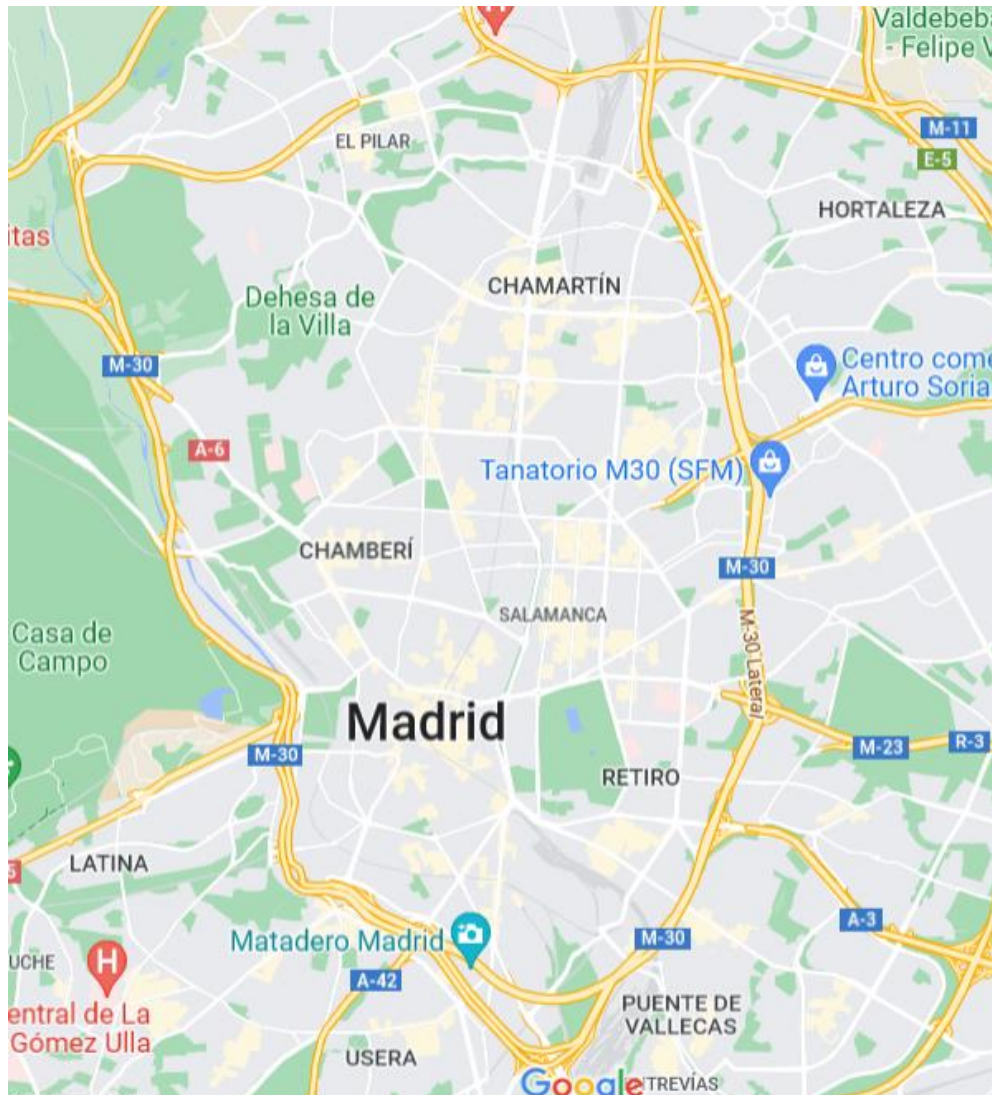 Valdebeba
- Felipe V
M-11
E-5
EL PILAR
HORTALEZA
itas
CHAMARTÍN
Dehesa de
la Villa
M-30
Centro come
Arturo Soria
A-6
Tanatorio M30 (SFM)
CHAMBERÍ
M-30
SALAMANCA
M-30 Lateral
Casa de
Campo
Madrid
M-23
R-3
M-30
RETIRO
LATINA
5
A-3
Matadero Madrid
M-30
UCHE
H
A-42
entral de La
Gómez Ulla
PUENTE DE
VALLECAS
USERA
Google
NTREVÍAS